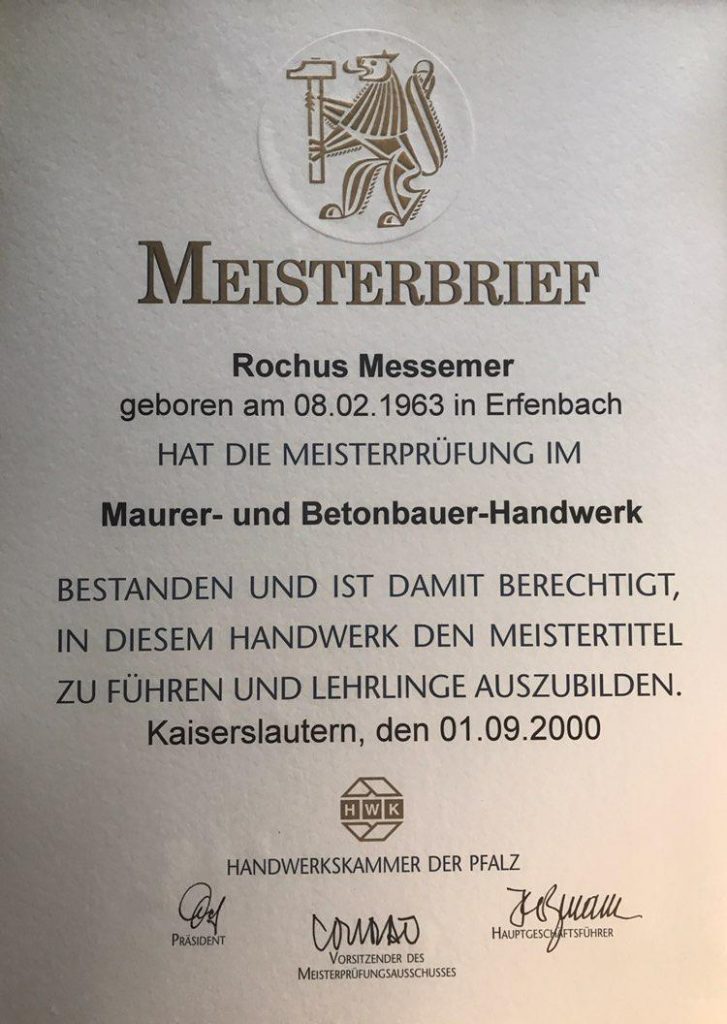 MEISTERBRIEF
Rochus Messemer
geboren am 08.02.1963 in Erfenbach
HAT DIE MEISTERPRÜFUNG IM
Maurer- und Betonbauer-Handwerk
BESTANDEN UND IST DAMIT BERECHTIGT,
IN DIESEM HANDWERK DEN MEISTERTITEL
ZU FÜHREN UND LEHRLINGE AUSZUBILDEN.
Kaiserslautern, den 01.09.2000
HWK
HANDWERKSKAMMER DER PFALZ
PRÄSIDENT
VORSITZENDER DES
MEISTERPRÜFUNGSAUSSCHUSSES
HAUPTGESCHÄFTSFÜHRER